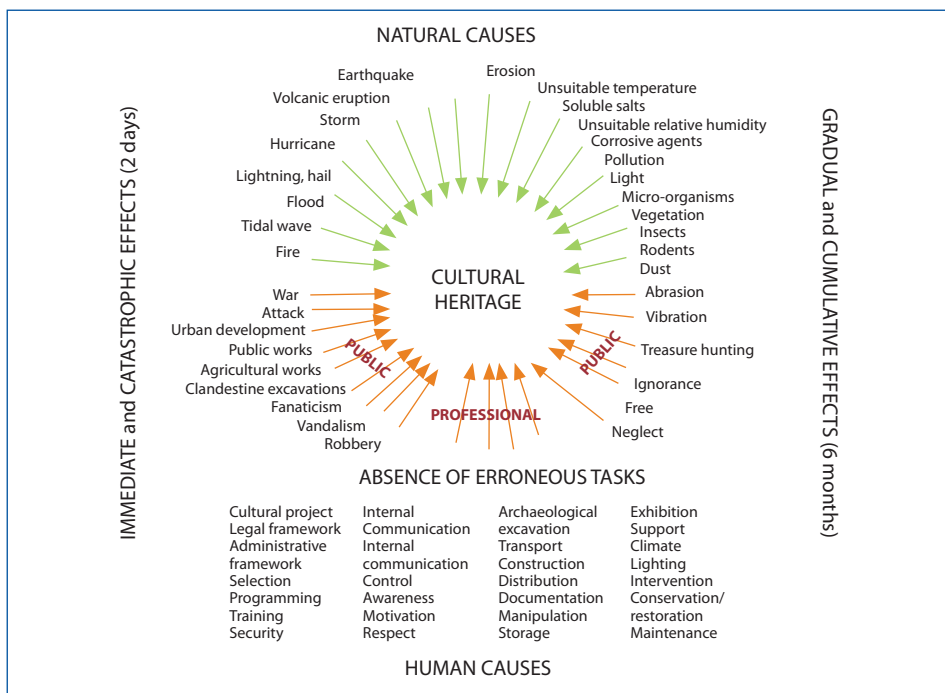 NATURAL CAUSES
IMMEDIATE and CATASTROPHIC EFFECTS (2 days)
Earthquake
Volcanic eruption
Storm
Hurricane
Lightning, hail
Flood
Tidal wave
Fire
Erosion
Unsuitable temperature
Soluble salts
Unsuitable relative humidity
Corrosive agents
Pollution
Light
Micro-organisms
Vegetation
Insects
Rodents
Dust
GRADUAL and CUMULATIVE EFFECTS (6 months)
CULTURAL
HERITAGE
War
Attack
Urban development
Public works
Agricultural works
Clandestine excavations
Fanaticism
Vandalism
Robbery
PUBLIC
PROFESSIONAL
PUBLIC
Abrasion
Vibration
Treasure hunting
Ignorance
Free
Neglect
ABSENCE OF ERRONEOUS TASKS
Cultural project
Legal framework
Administrative
framework
Selection
Programming
Training
Security
Internal
Communication
Internal
communication
Control
Awareness
Motivation
Respect
Archaeological
excavation
Transport
Construction
Distribution
Documentation
Manipulation
Storage
Exhibition
Support
Climate
Lighting
Intervention
Conservation/
restoration
Maintenance
HUMAN CAUSES